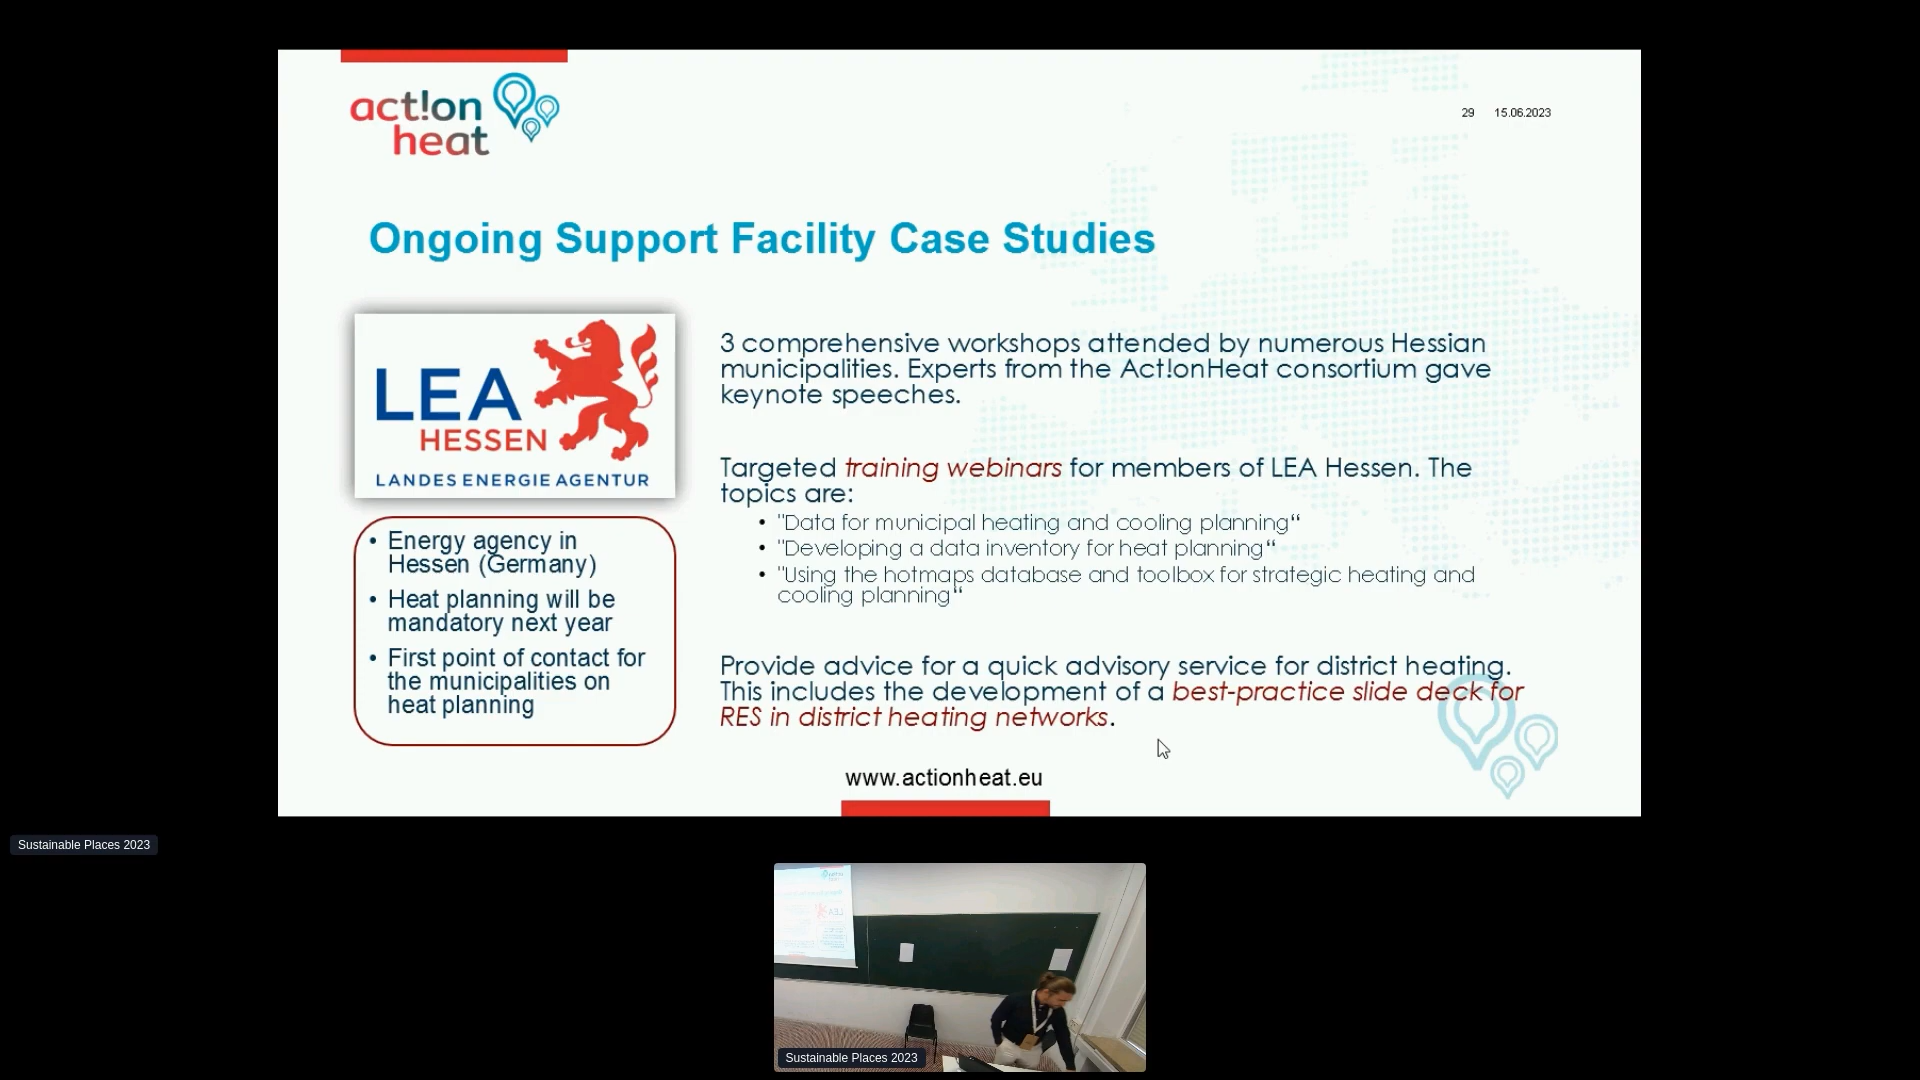 act!on
heat
29 15.06.2023
Ongoing Support Facility Case Studies
LEA
HESSEN
LANDESENERGIEAGENTUR
• Energy agency in
Hessen (Germany)
• Heat planning will be
mandatory next year
• First point of contact for
the municipalities on
heat planning
3 comprehensive workshops attended by numerous Hessian
municipalities. Experts from the Act!onHeat consortium gave
keynote speeches.
Targeted training webinars for members of LEA Hessen. The
topics are:
• "Data for municipal heating and cooling planning“
• "Developing a data inventory for heat planning“
• "Using the hotmaps database and toolbox for strategic heating and
cooling planning“
Provide advice for a quick advisory service for district heating.
This includes the development of a best-practice slide deck for
RES in district heating networks.
www.actionheat.eu
Sustainable Places 2023
Sustainable Places 2023